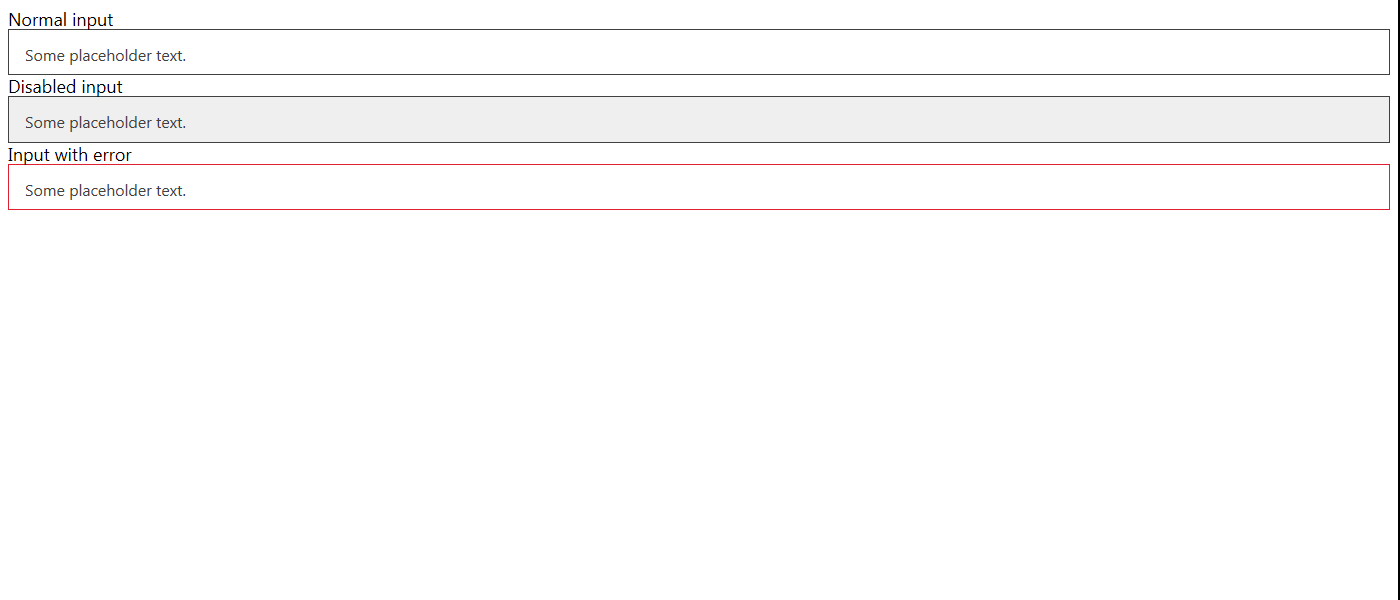 Normal input
Some placeholder text.
Disabled input
Some placeholder text.
Input with error
Some placeholder text.